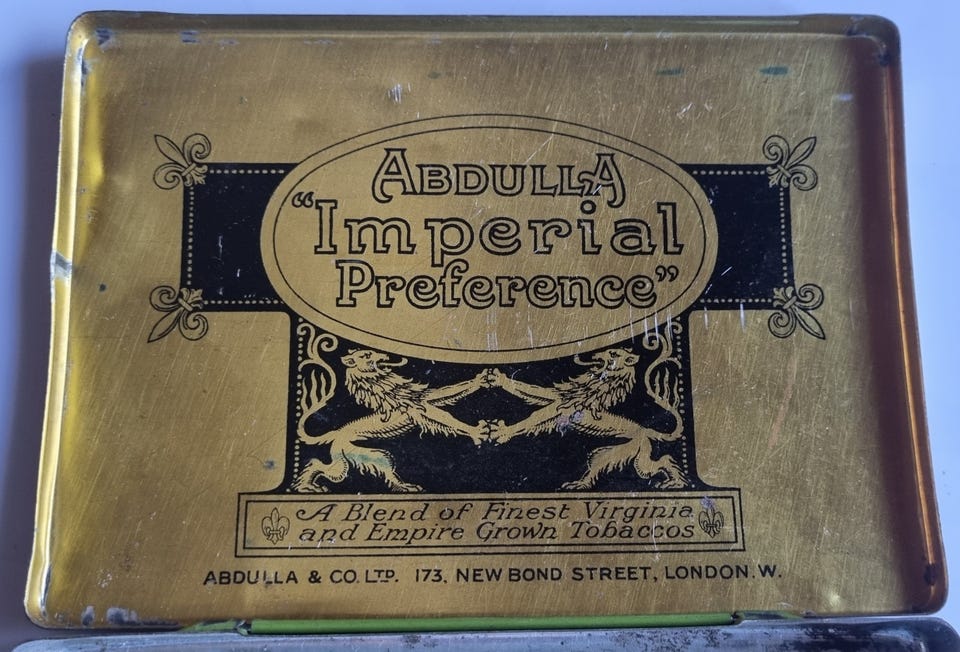 ABDULLA
“Imperial
Preference”
A Blend of Finest Virginia
and Empire Grown Tobaccos
ABDULLA & CO. LTD. 173, NEW BOND STREET, LONDON. W.